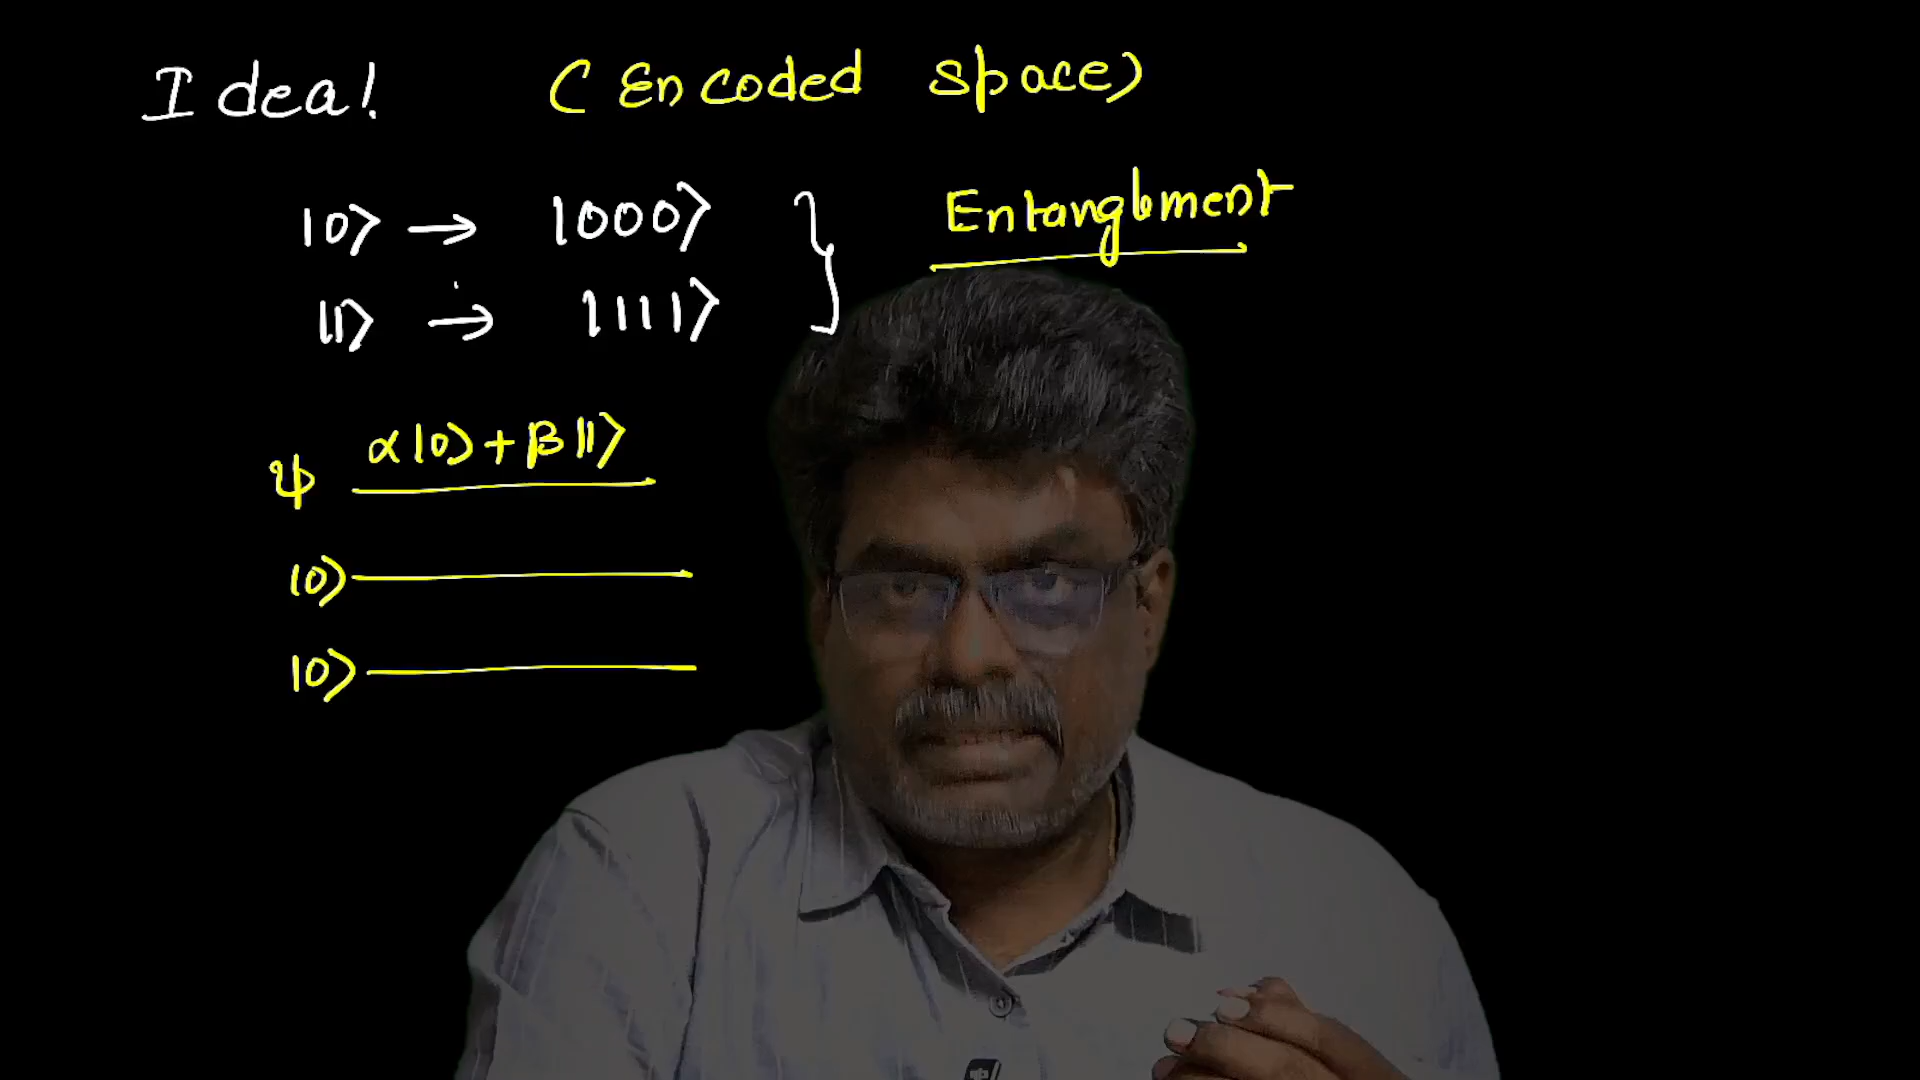 Idea! (Encoded space)
|0⟩ → |000⟩ } Entanglement
|1⟩ → |111⟩
ψ α|0⟩ + β|1⟩
|0⟩
|0⟩